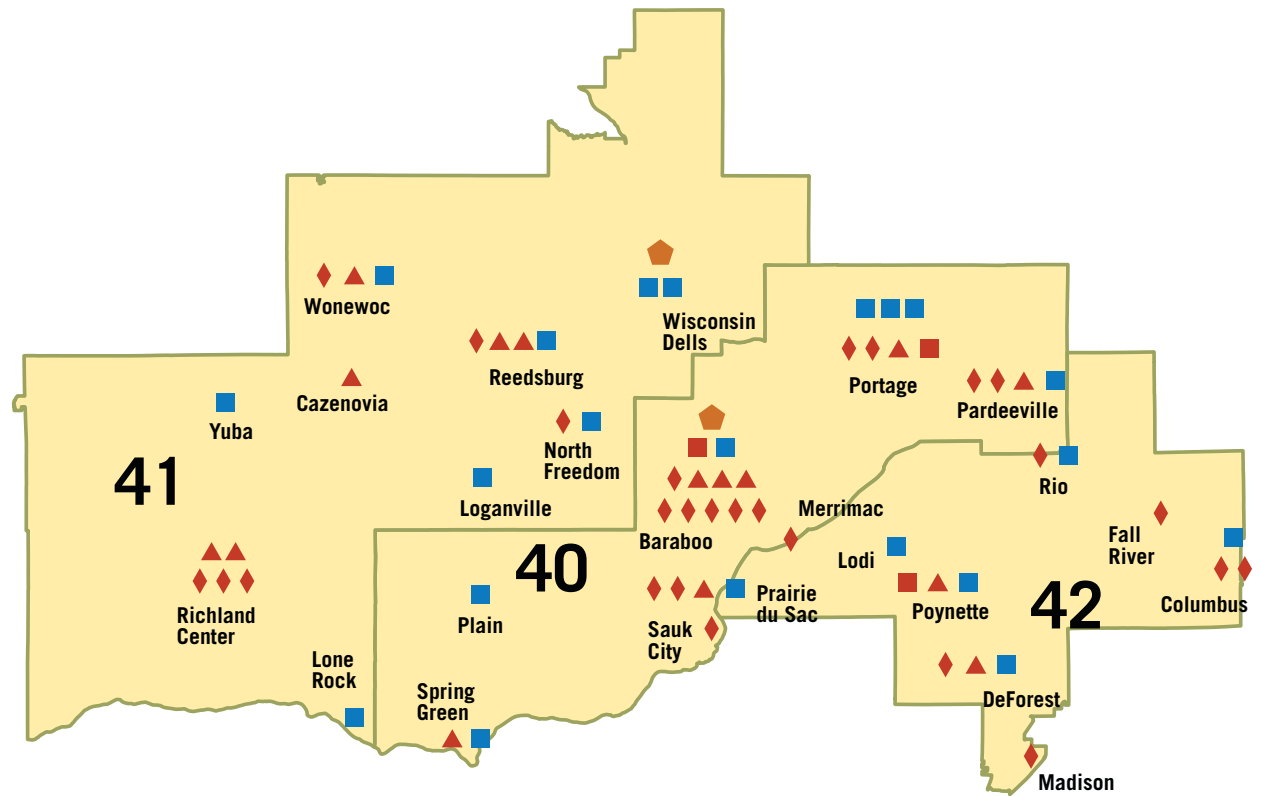 Wonewoc
Wisconsin
Dells
Reedsburg
Portage
Cazenovia
Pardeeville
Yuba
North
Freedom
41
Rio
Loganville
Merrimac
Baraboo
Fall
River
Lodi
40
Richland
Center
Plain
Prairie
du Sac
Poynette
42
Columbus
Sauk
City
Lone
Rock
Spring
Green
DeForest
Madison